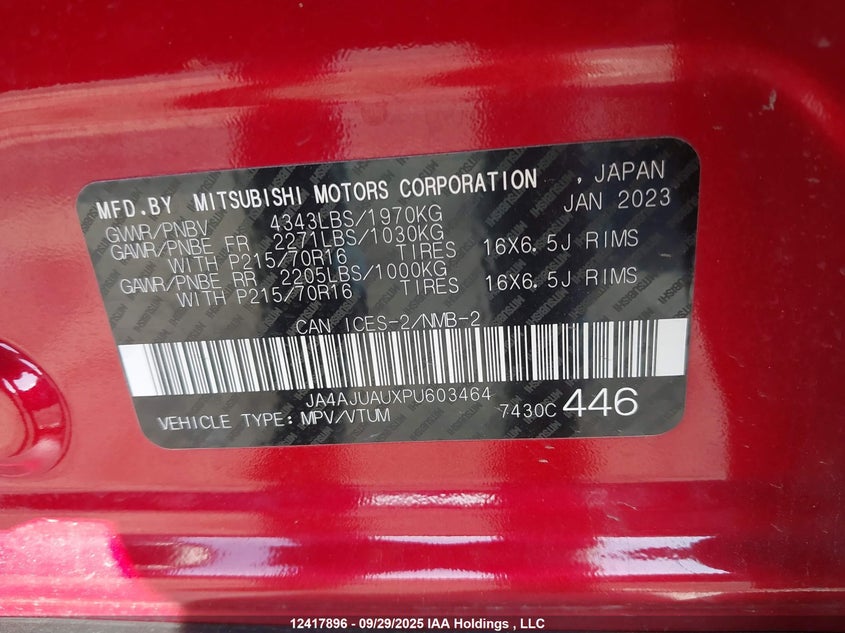 MFD.BY MITSUBISHI MOTORS CORPORATION , JAPAN
GVWR/PNBV 4343LBS/1970KG JAN 2023
GAWR/PNBE FR 2271LBS/1030KG
WITH P215/70R16 TIRES 16X6.5J RIMS
GAWR/PNBE RR 2205LBS/1000KG
WITH P215/70R16 TIRES 16X6.5J RIMS
CAN ICES-2/NMB-2
JA4AJUAUXPU603464
VEHICLE TYPE:MPV/VTUM 7430C 446
12417896 - 09/29/2025 IAA Holdings , LLC